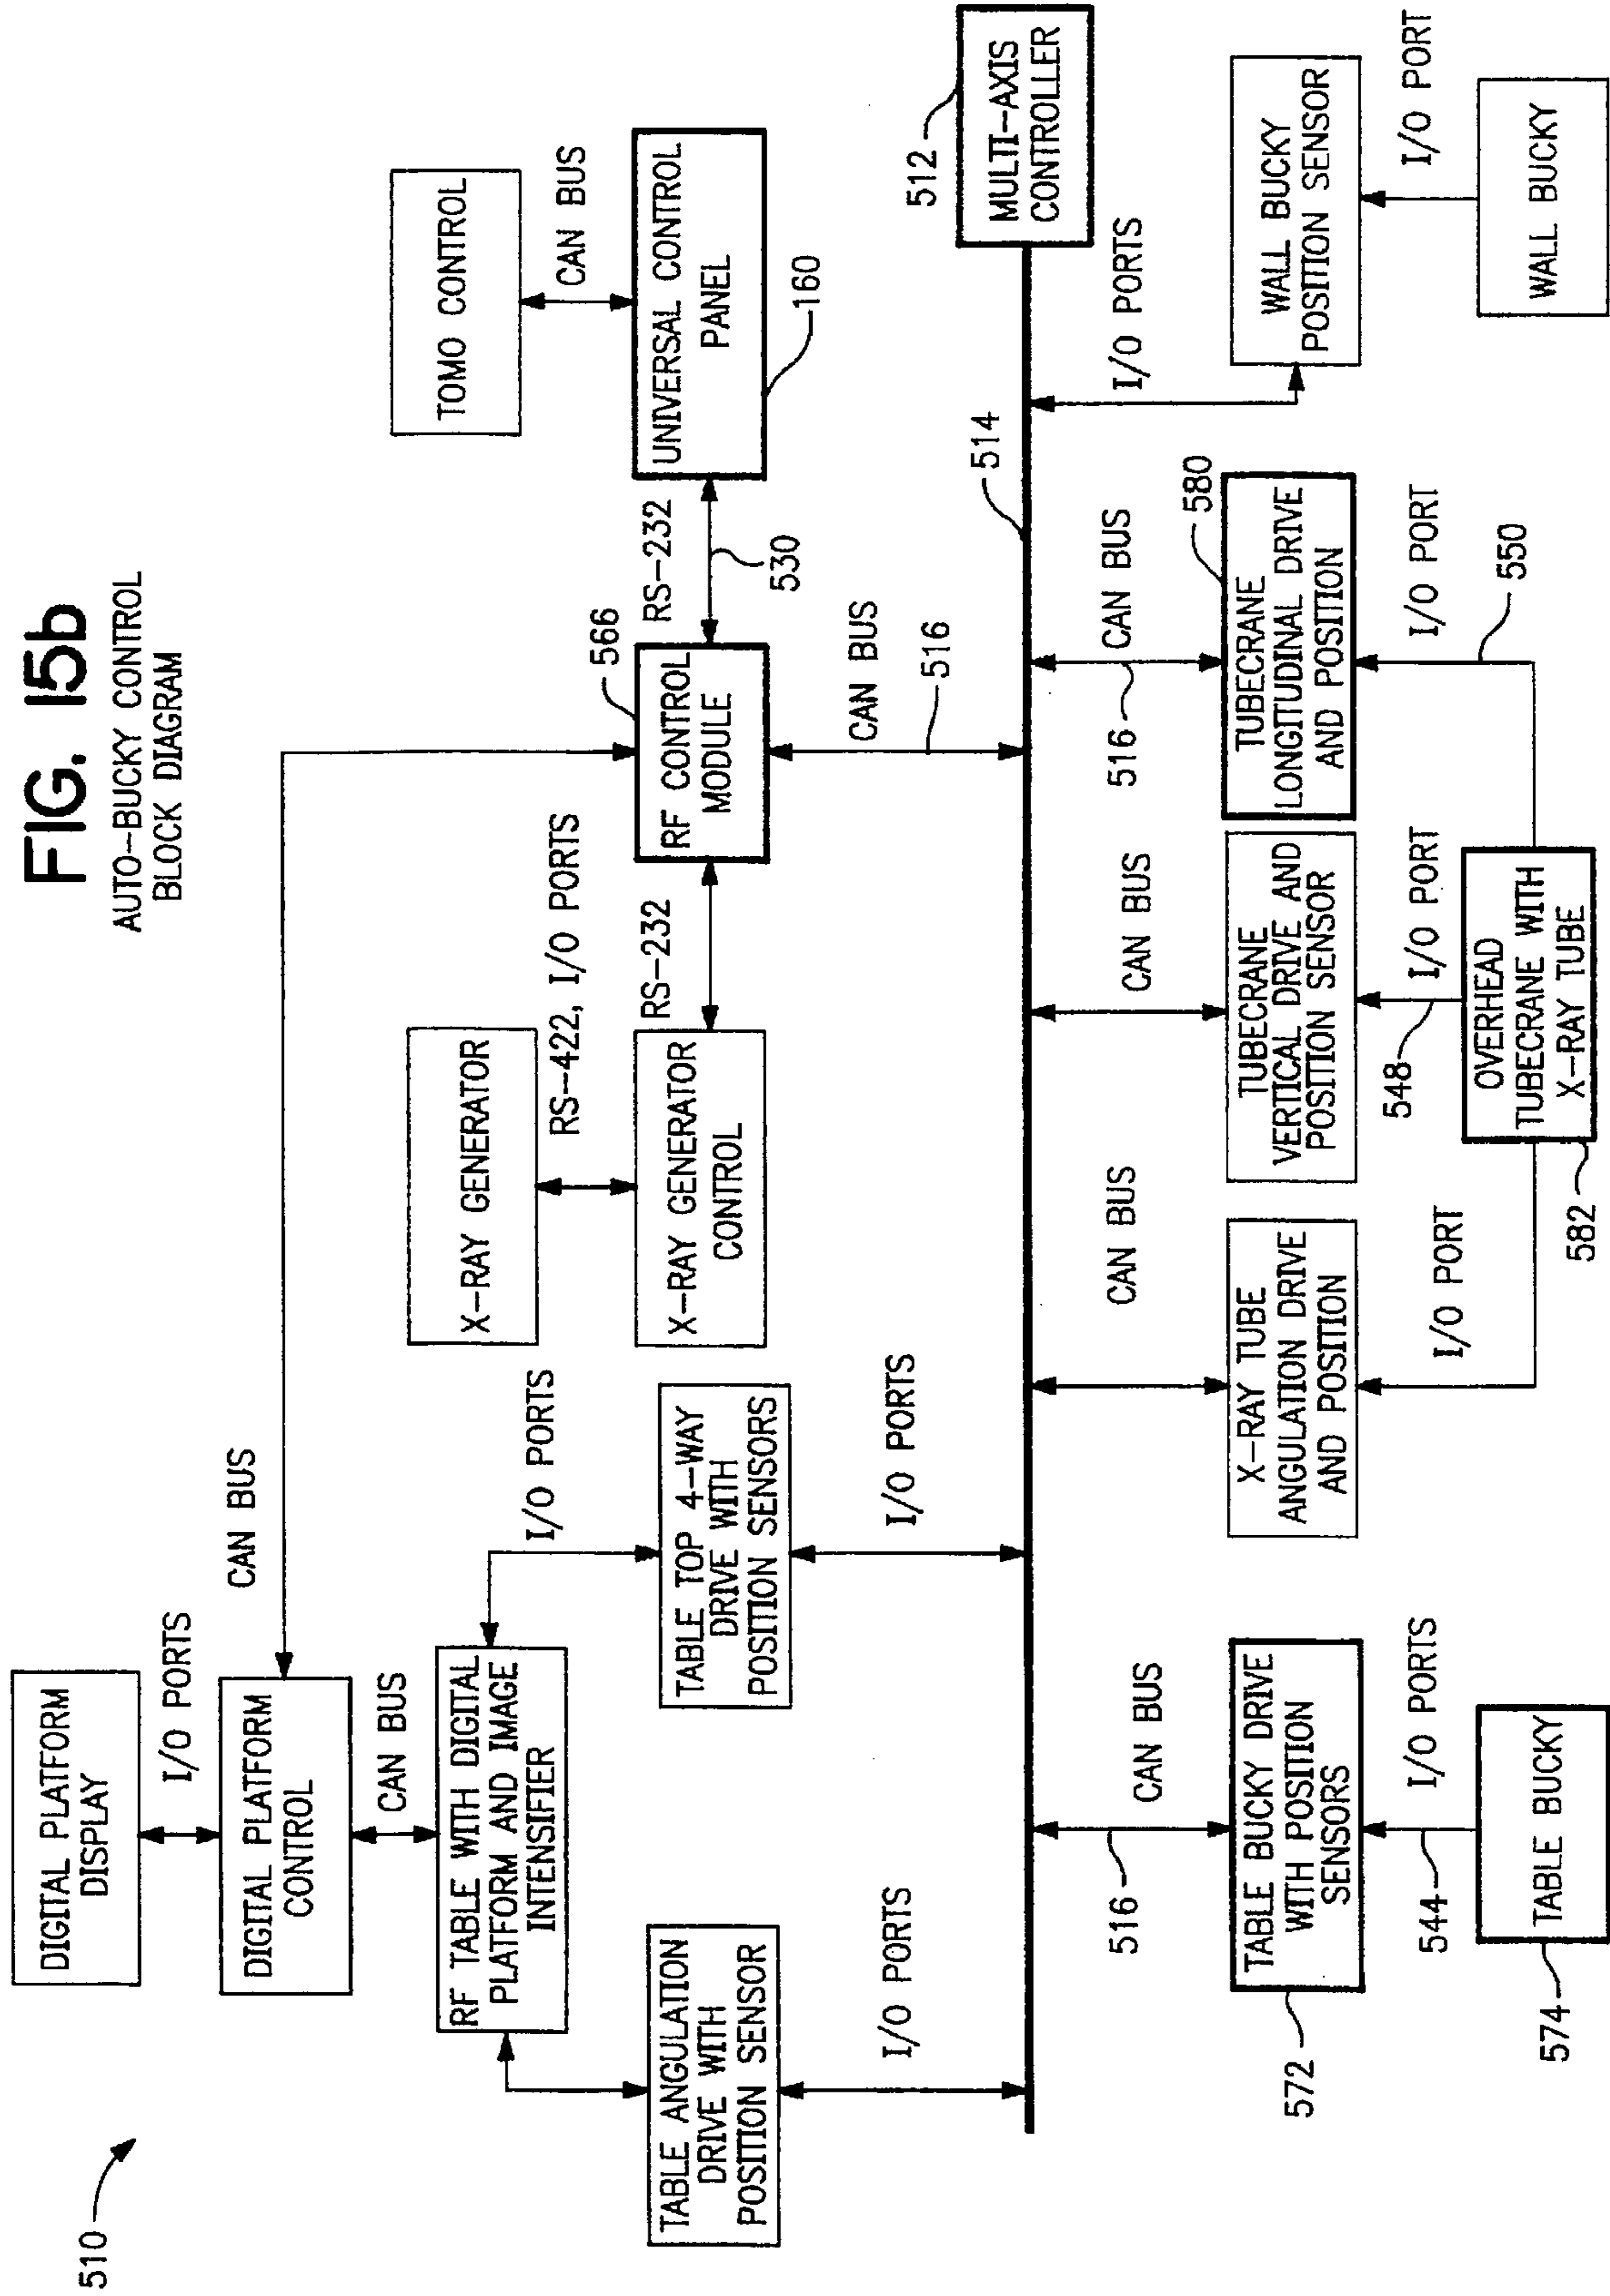 FIG. 15b
AUTO-BUCKY CONTROL
BLOCK DIAGRAM
510
DIGITAL PLATFORM
DISPLAY
I/O PORTS
DIGITAL PLATFORM
CONTROL
CAN BUS
CAN BUS
RF TABLE WITH DIGITAL
PLATFORM AND IMAGE
INTENSIFIER
I/O PORTS
TABLE ANGULATION
DRIVE WITH
POSITION SENSOR
I/O PORTS
TABLE TOP 4-WAY
DRIVE WITH
POSITION SENSORS
I/O PORTS
X-RAY GENERATOR
RS-422, I/O PORTS
X-RAY GENERATOR
CONTROL
RS-232
RF CONTROL
MODULE
566
RS-232
530
TOMO CONTROL
CAN BUS
UNIVERSAL CONTROL
PANEL
160
CAN BUS
516
512
MULTI-AXIS
CONTROLLER
514
516
CAN BUS
TABLE BUCKY DRIVE
WITH POSITION
SENSORS
572
544
I/O PORTS
TABLE BUCKY
574
CAN BUS
X-RAY TUBE
ANGULATION DRIVE
AND POSITION
I/O PORT
CAN BUS
TUBECRANE
VERTICAL DRIVE AND
POSITION SENSOR
548
I/O PORT
516
CAN BUS
580
TUBECRANE
LONGITUDINAL DRIVE
AND POSITION
I/O PORT
550
OVERHEAD
TUBECRANE WITH
X-RAY TUBE
582
I/O PORTS
WALL BUCKY
POSITION SENSOR
I/O PORT
WALL BUCKY